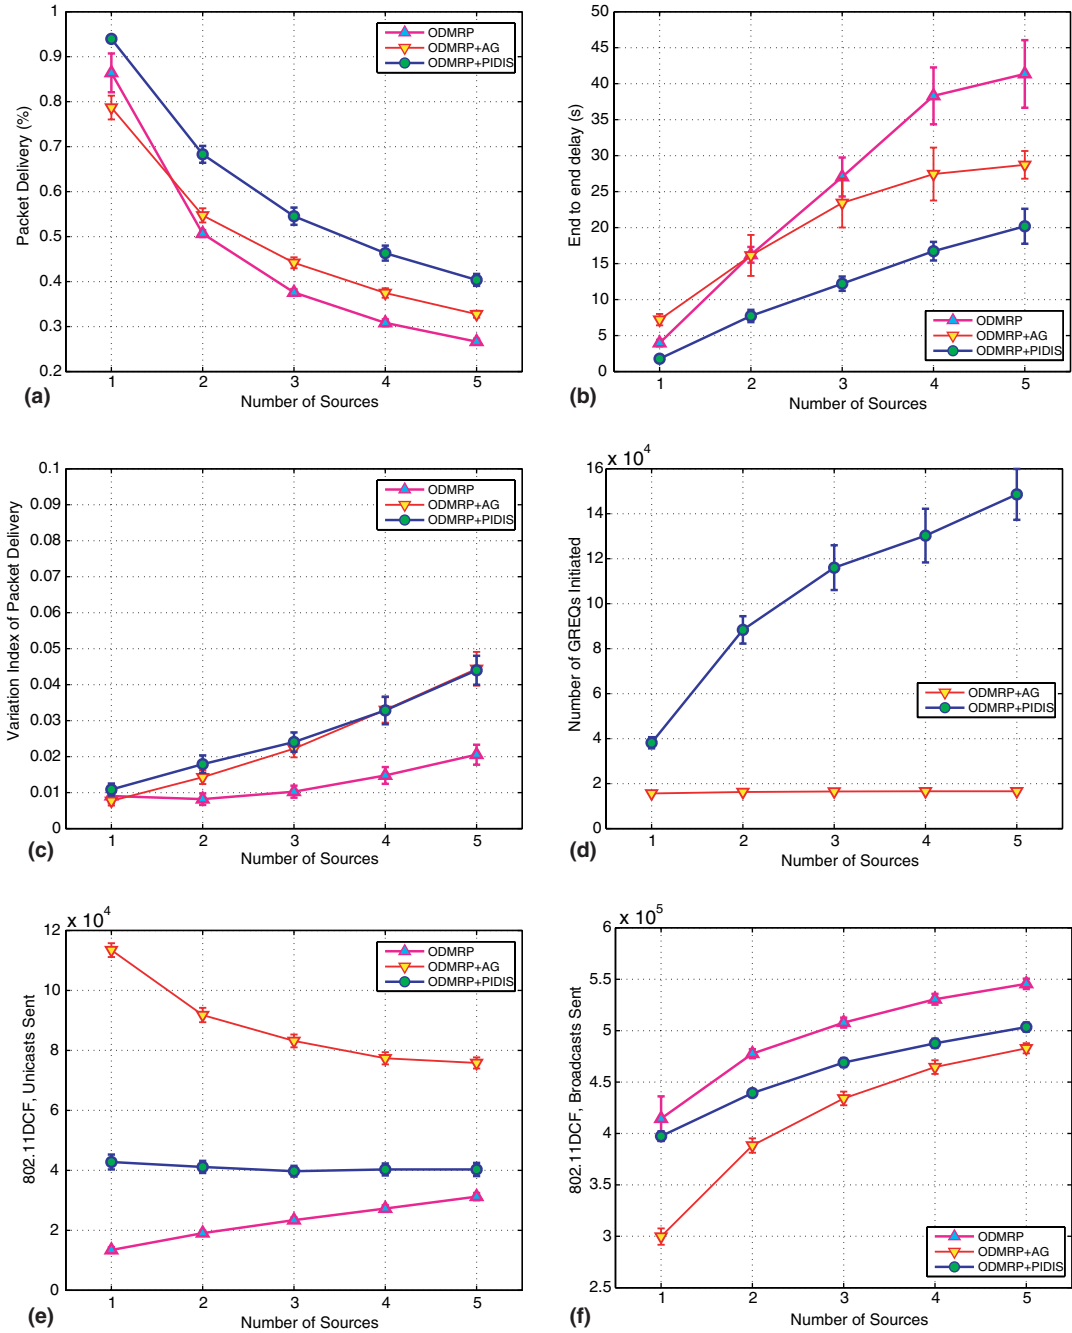 1
0.9
0.8
0.7
0.6
0.5
0.4
0.3
0.2
Packet Delivery (%)
ODMRP
ODMRP+AG
ODMRP+PIDIS
1 2 3 4 5
(a) Number of Sources
50
45
40
35
30
25
20
15
10
5
0
End to end delay (s)
ODMRP
ODMRP+AG
ODMRP+PIDIS
1 2 3 4 5
(b) Number of Sources
0.1
0.09
0.08
0.07
0.06
0.05
0.04
0.03
0.02
0.01
0
Variation Index of Packet Delivery
ODMRP
ODMRP+AG
ODMRP+PIDIS
1 2 3 4 5
(c) Number of Sources
x 10^4
16
14
12
10
8
6
4
2
0
Number of GREQs Initiated
ODMRP+AG
ODMRP+PIDIS
1 2 3 4 5
(d) Number of Sources
x 10^4
12
10
8
6
4
2
0
802.11DCF, Unicasts Sent
ODMRP
ODMRP+AG
ODMRP+PIDIS
1 2 3 4 5
(e) Number of Sources
x 10^5
6
5.5
5
4.5
4
3.5
3
2.5
802.11DCF, Broadcasts Sent
ODMRP
ODMRP+AG
ODMRP+PIDIS
1 2 3 4 5
(f) Number of Sources